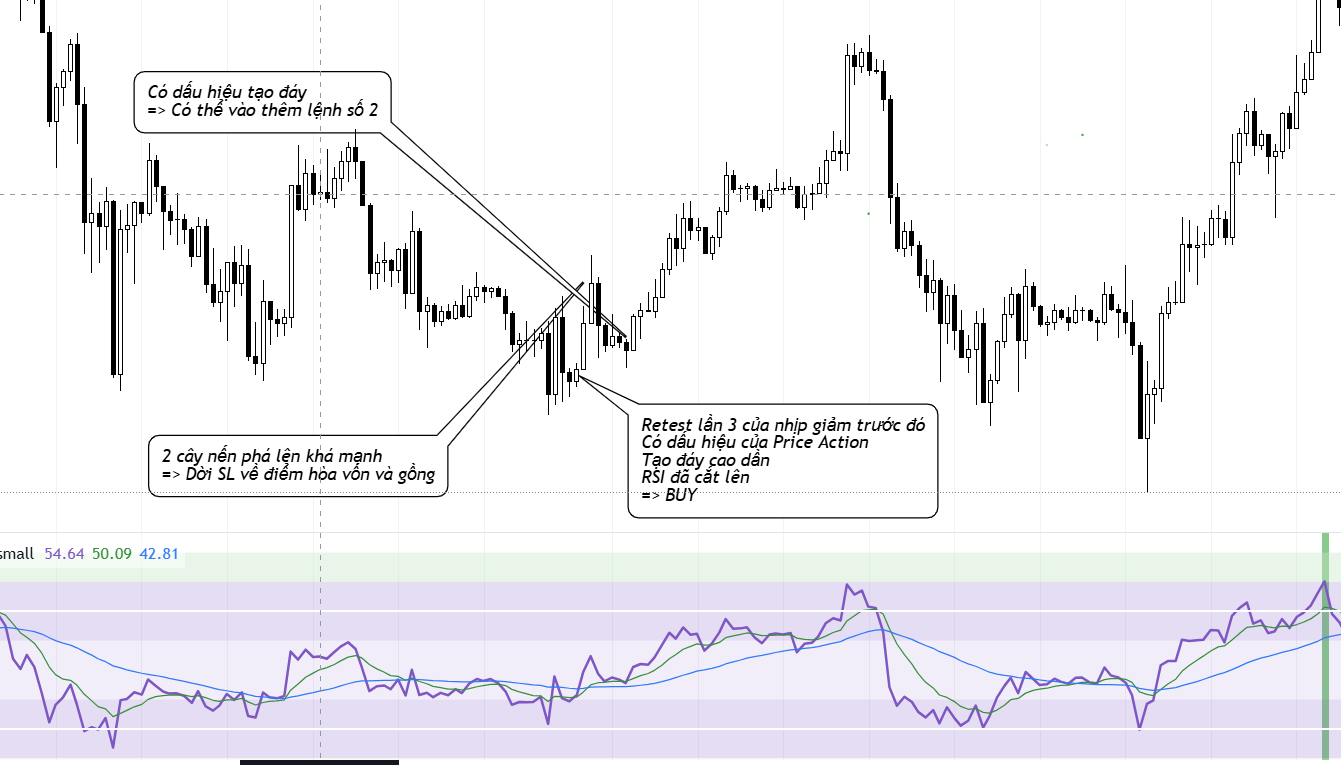 Có dấu hiệu tạo đáy
=> Có thể vào thêm lệnh số 2
2 cây nến phá lên khá mạnh
=> Dời SL về điểm hòa vốn và gồng
Retest lần 3 của nhịp giảm trước đó
Có dấu hiệu của Price Action
Tạo đáy cao dần
RSI đã cắt lên
=> BUY
small 54.64 50.09 42.81